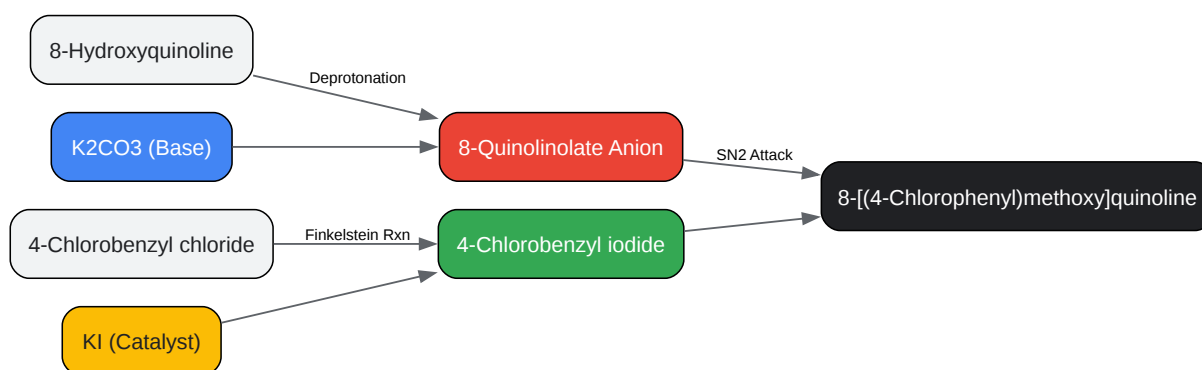 8-Hydroxyquinoline
Deprotonation
K2CO3 (Base)
8-Quinolinolate Anion
SN2 Attack
8-[(4-Chlorophenyl)methoxy]quinoline
4-Chlorobenzyl chloride
Finkelstein Rxn
4-Chlorobenzyl iodide
KI (Catalyst)